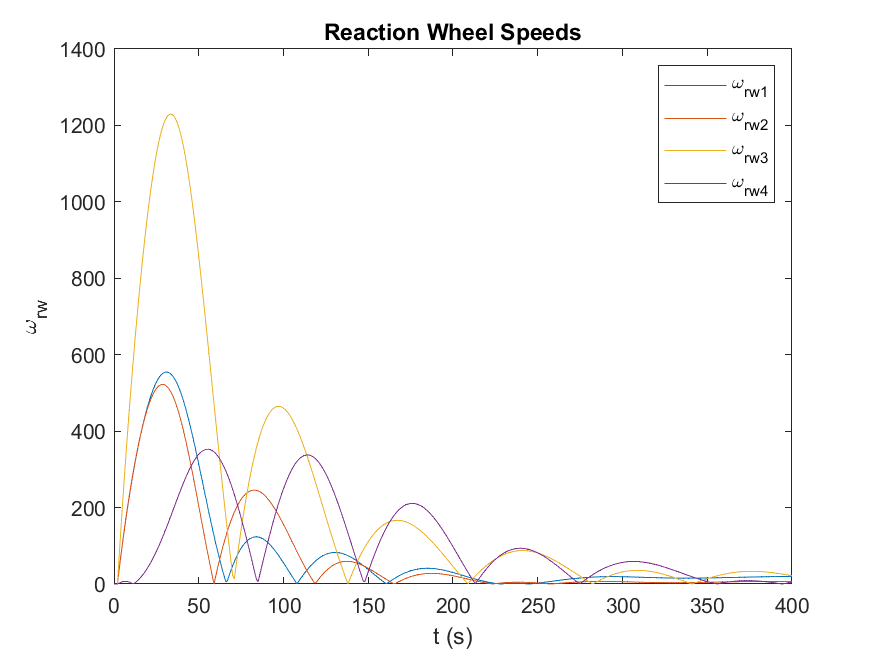 Reaction Wheel Speeds
1400
1200
1000
800
600
400
200
0
ω_rw
ω_rw1
ω_rw2
ω_rw3
ω_rw4
0 50 100 150 200 250 300 350 400
t (s)